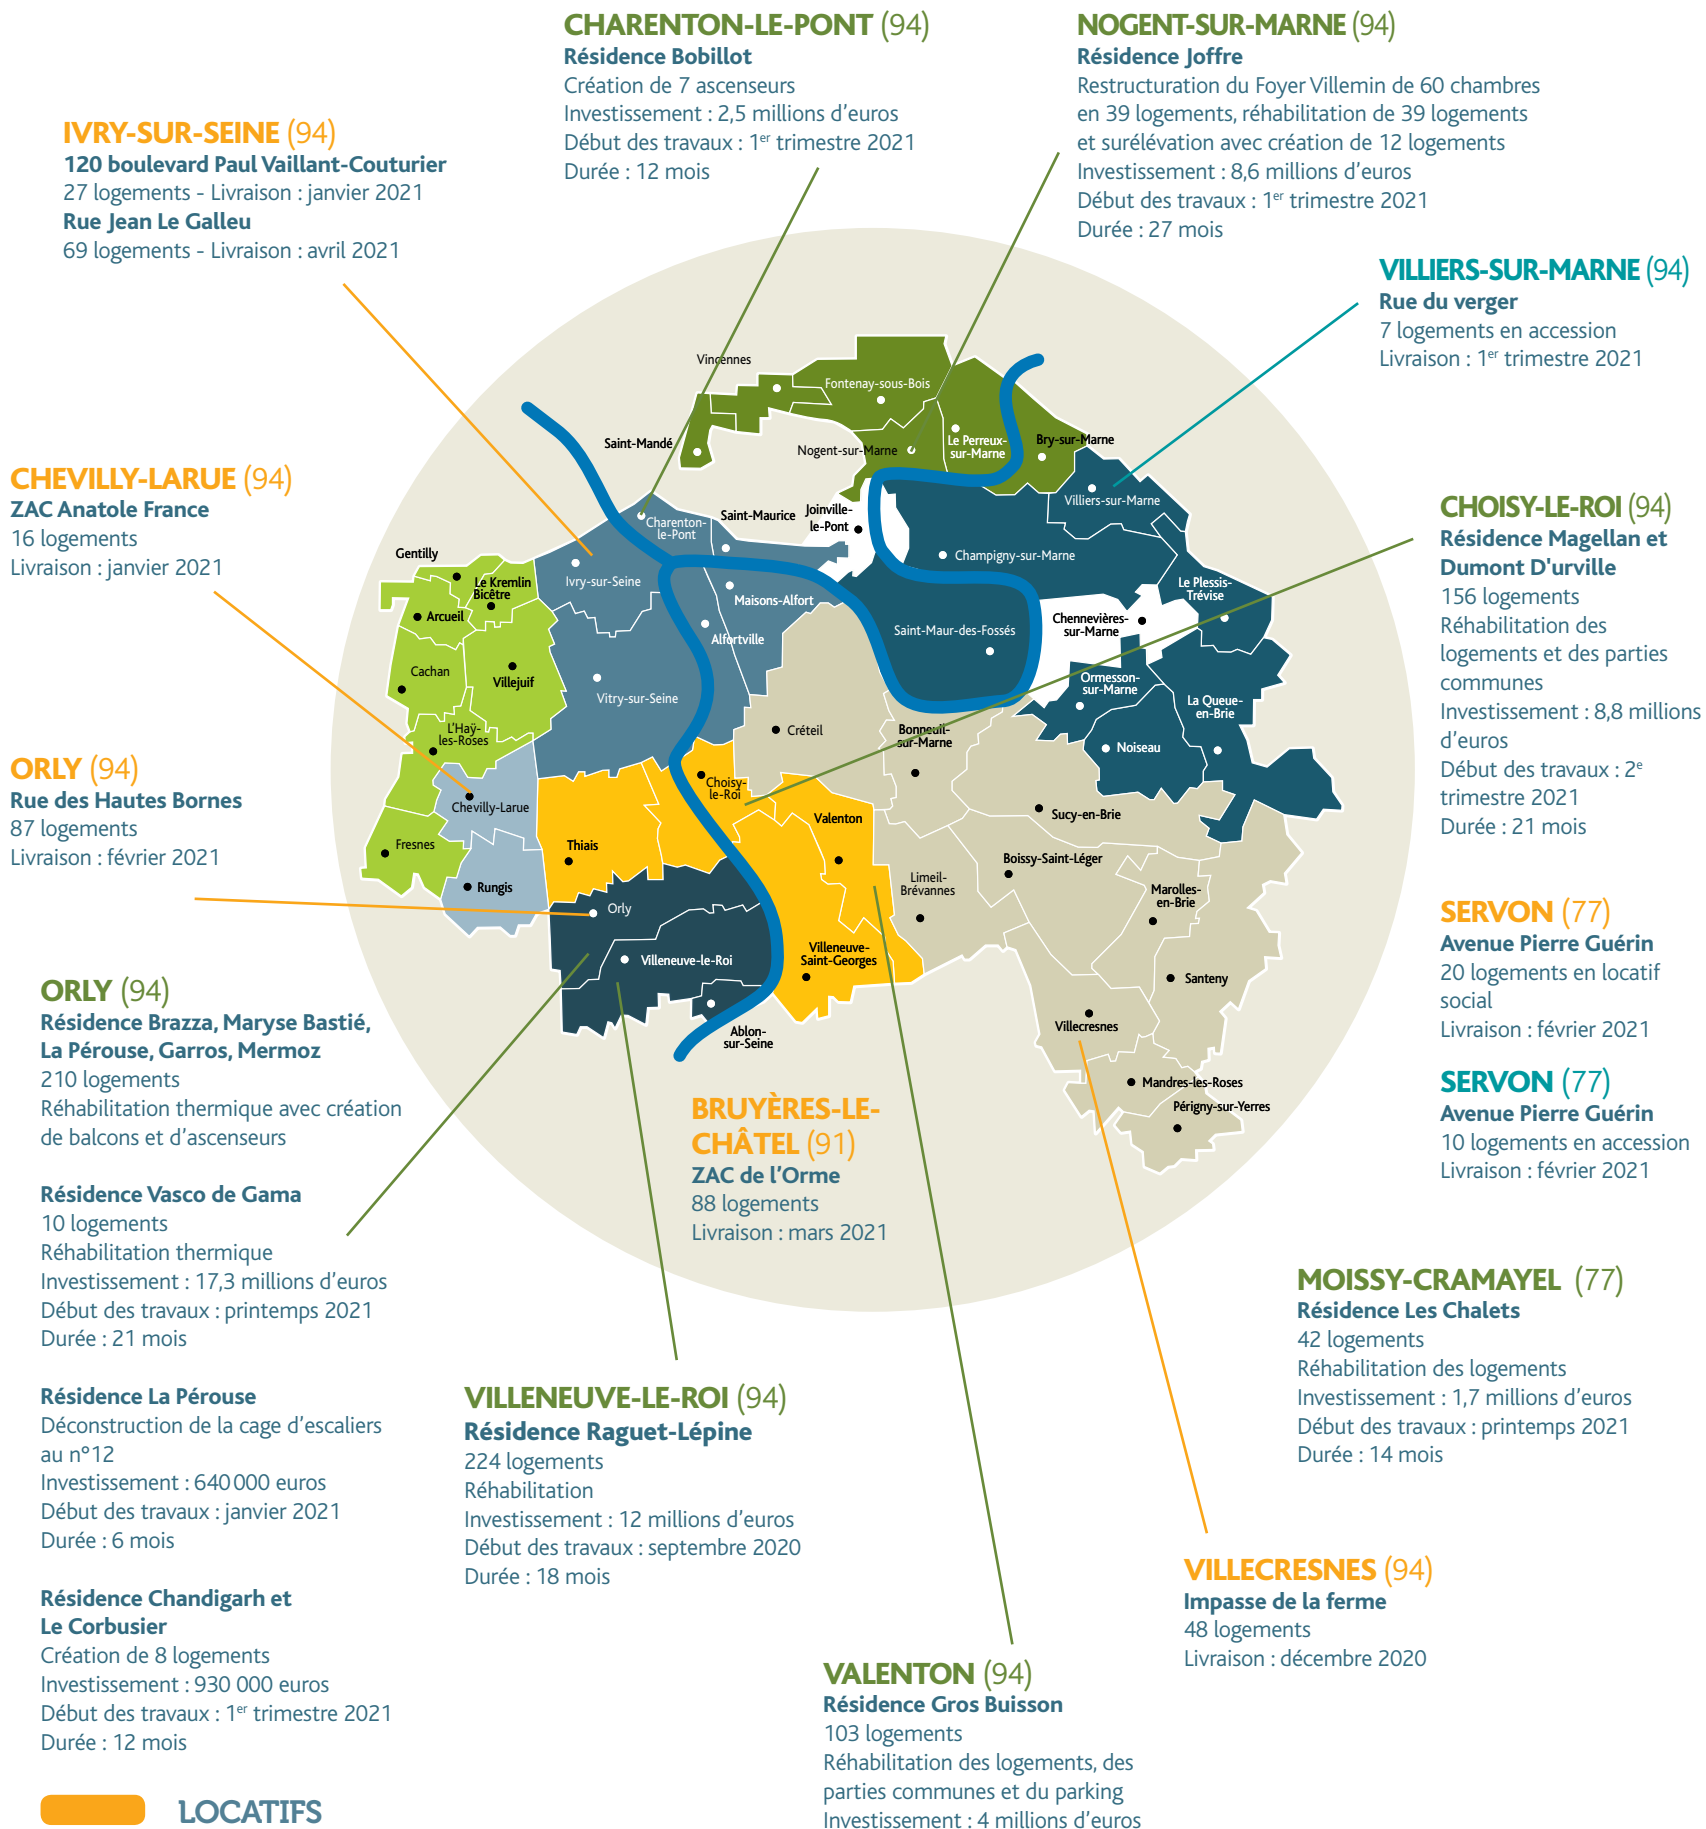 CHARENTON-LE-PONT (94)
Résidence Bobillot
Création de 7 ascenseurs
Investissement : 2,5 millions d'euros
Début des travaux : 1er trimestre 2021
Durée : 12 mois
NOGENT-SUR-MARNE (94)
Résidence Joffre
Restructuration du Foyer Villemin de 60 chambres
en 39 logements, réhabilitation de 39 logements
et surélévation avec création de 12 logements
Investissement : 8,6 millions d'euros
Début des travaux : 1er trimestre 2021
Durée : 27 mois
IVRY-SUR-SEINE (94)
120 boulevard Paul Vaillant-Couturier
27 logements - Livraison : janvier 2021
Rue Jean Le Galleu
69 logements - Livraison : avril 2021
VILLIERS-SUR-MARNE (94)
Rue du verger
7 logements en accession
Livraison : 1er trimestre 2021
CHEVILLY-LARUE (94)
ZAC Anatole France
16 logements
Livraison : janvier 2021
CHOISY-LE-ROI (94)
Résidence Magellan et
Dumont D'urville
156 logements
Réhabilitation des
logements et des parties
communes
Investissement : 8,8 millions
d'euros
Début des travaux : 2e
trimestre 2021
Durée : 21 mois
ORLY (94)
Rue des Hautes Bornes
87 logements
Livraison : février 2021
Vincennes
Fontenay-sous-Bois
Saint-Mandé
Nogent-sur-Marne
Le Perreux-
sur-Marne
Bry-sur-Marne
Villiers-sur-Marne
Charenton-
le-Pont
Saint-Maurice
Joinville-
le-Pont
Champigny-sur-Marne
Gentilly
Le Kremlin
Bicêtre
Arcueil
Ivry-sur-Seine
Maisons-Alfort
Alfortville
Saint-Maur-des-Fossés
Le Plessis-
Trévise
Chennevières-
sur-Marne
Cachan
Villejuif
Vitry-sur-Seine
Ormesson-
sur-Marne
La Queue-
en-Brie
L'Haÿ-
les-Roses
Créteil
Bonneuil-
sur-Marne
Noiseau
Chevilly-Larue
Choisy-
le-Roi
Valenton
Sucy-en-Brie
Fresnes
Thiais
Boissy-Saint-Léger
Rungis
Limeil-
Brévannes
Marolles-
en-Brie
Orly
Villeneuve-le-Roi
Villeneuve-
Saint-Georges
Santeny
Ablon-
sur-Seine
Villecresnes
Mandres-les-Roses
Périgny-sur-Yerres
SERVON (77)
Avenue Pierre Guérin
20 logements en locatif
social
Livraison : février 2021
SERVON (77)
Avenue Pierre Guérin
10 logements en accession
Livraison : février 2021
ORLY (94)
Résidence Brazza, Maryse Bastié,
La Pérouse, Garros, Mermoz
210 logements
Réhabilitation thermique avec création
de balcons et d'ascenseurs
Résidence Vasco de Gama
10 logements
Réhabilitation thermique
Investissement : 17,3 millions d'euros
Début des travaux : printemps 2021
Durée : 21 mois
Résidence La Pérouse
Déconstruction de la cage d'escaliers
au n°12
Investissement : 640 000 euros
Début des travaux : janvier 2021
Durée : 6 mois
Résidence Chandigarh et
Le Corbusier
Création de 8 logements
Investissement : 930 000 euros
Début des travaux : 1er trimestre 2021
Durée : 12 mois
BRUYÈRES-LE-
CHÂTEL (91)
ZAC de l'Orme
88 logements
Livraison : mars 2021
MOISSY-CRAMAYEL (77)
Résidence Les Chalets
42 logements
Réhabilitation des logements
Investissement : 1,7 millions d'euros
Début des travaux : printemps 2021
Durée : 14 mois
VILLENEUVE-LE-ROI (94)
Résidence Raguet-Lépine
224 logements
Réhabilitation
Investissement : 12 millions d'euros
Début des travaux : septembre 2020
Durée : 18 mois
VILLECRESNES (94)
Impasse de la ferme
48 logements
Livraison : décembre 2020
VALENTON (94)
Résidence Gros Buisson
103 logements
Réhabilitation des logements, des
parties communes et du parking
Investissement : 4 millions d'euros
LOCATIFS